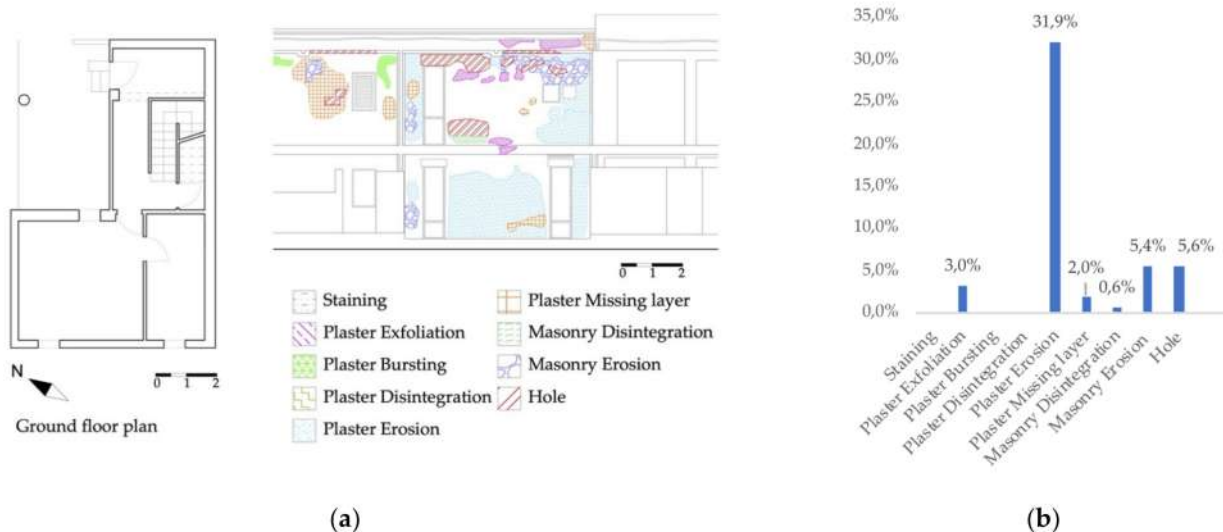 N
0 1 2
Ground floor plan
0 1 2
Staining
Plaster Exfoliation
Plaster Bursting
Plaster Disintegration
Plaster Erosion
Plaster Missing layer
Masonry Disintegration
Masonry Erosion
Hole
(a)
35,0%
30,0%
25,0%
20,0%
15,0%
10,0%
5,0%
0,0%
3,0%
31,9%
2,0%
0,6%
5,4%
5,6%
Staining
Plaster Exfoliation
Plaster Bursting
Plaster Disintegration
Plaster Erosion
Plaster Missing layer
Masonry Disintegration
Masonry Erosion
Hole
(b)